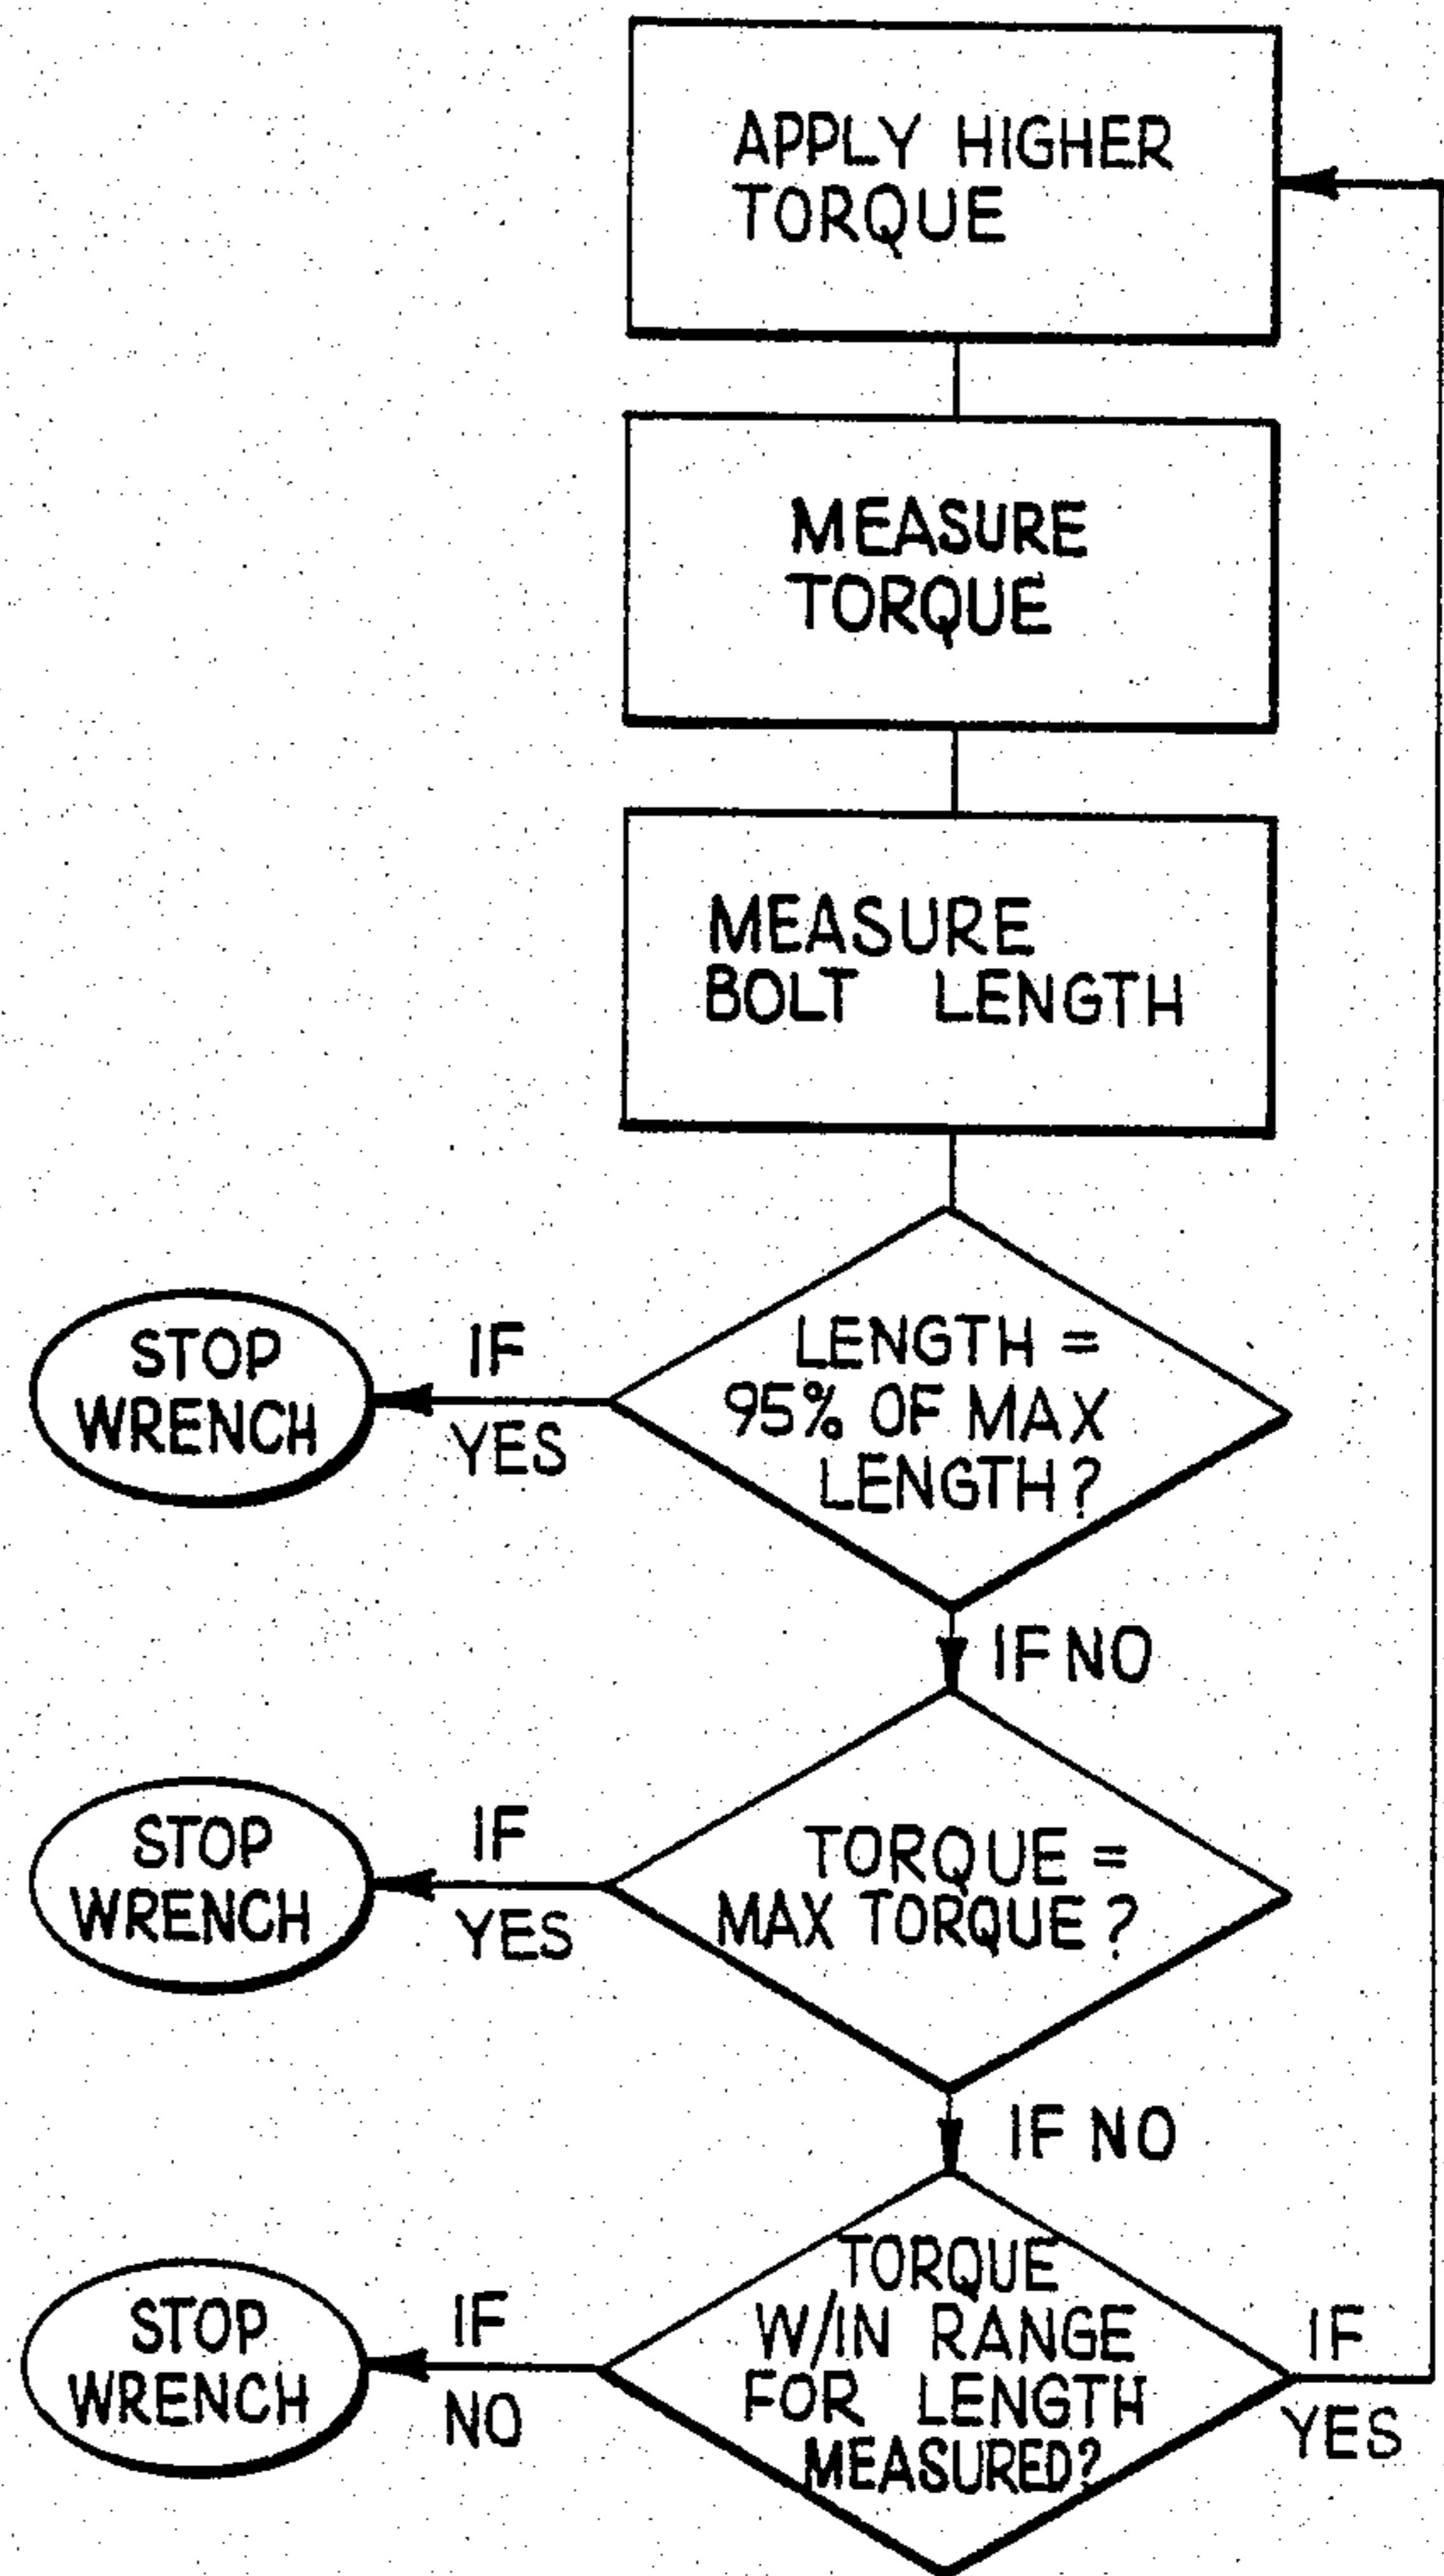 APPLY HIGHER
TORQUE
MEASURE
TORQUE
MEASURE
BOLT LENGTH
LENGTH =
95% OF MAX
LENGTH?
IF
YES
STOP
WRENCH
IF NO
TORQUE =
MAX TORQUE?
IF
YES
STOP
WRENCH
IF NO
TORQUE
W/IN RANGE
FOR LENGTH
MEASURED?
IF
NO
STOP
WRENCH
IF
YES